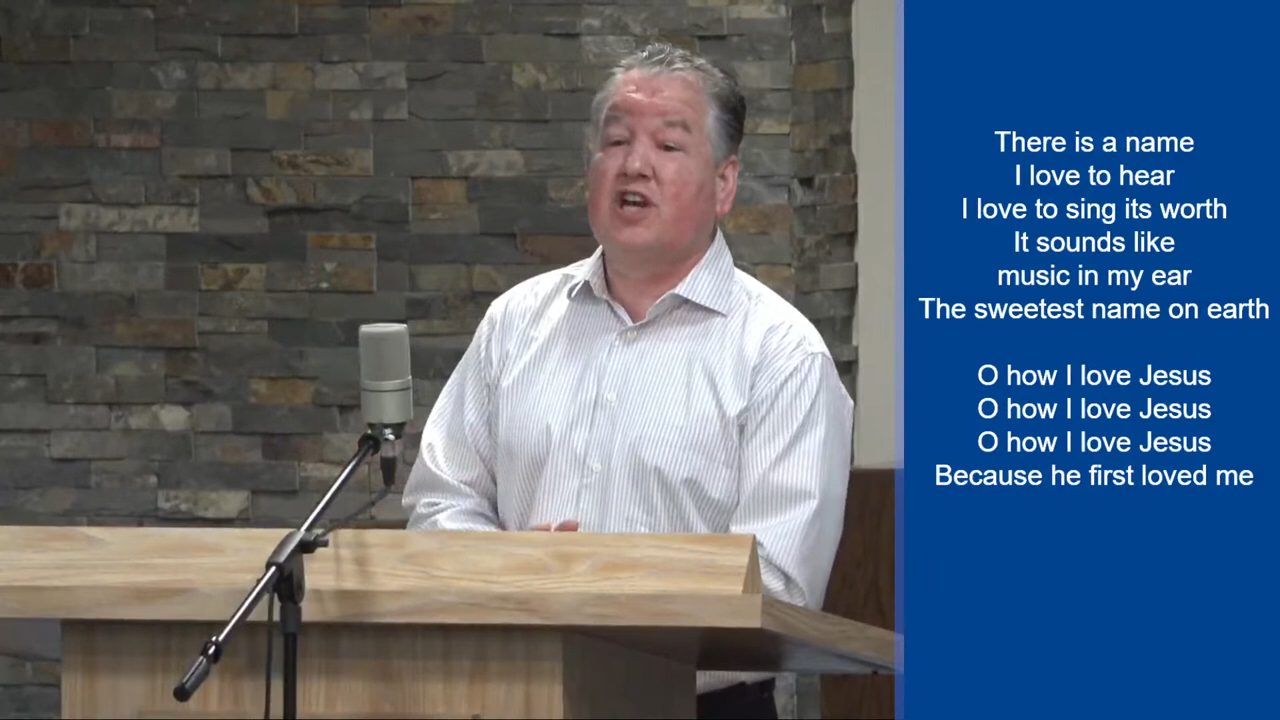 There is a name
I love to hear
I love to sing its worth
It sounds like
music in my ear
The sweetest name on earth
O how I love Jesus
O how I love Jesus
O how I love Jesus
Because he first loved me